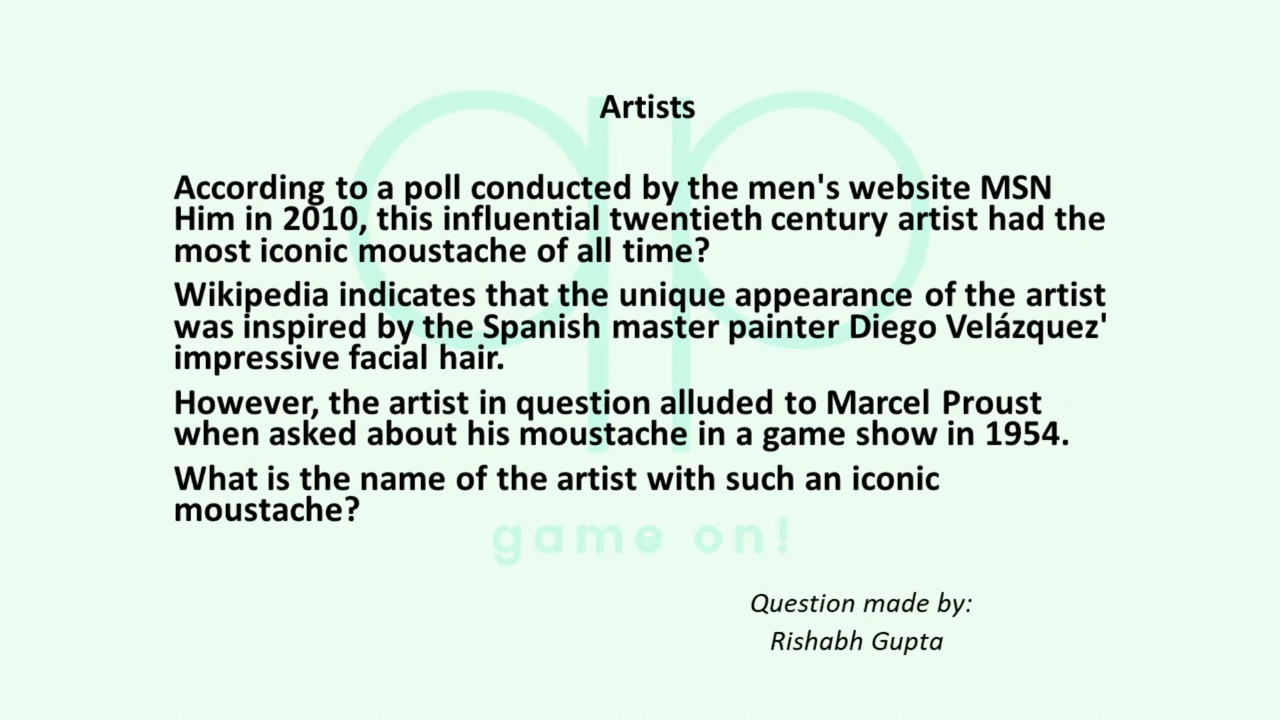 Artists
According to a poll conducted by the men's website MSN
Him in 2010, this influential twentieth century artist had the
most iconic moustache of all time?
Wikipedia indicates that the unique appearance of the artist
was inspired by the Spanish master painter Diego Velázquez'
impressive facial hair.
However, the artist in question alluded to Marcel Proust
when asked about his moustache in a game show in 1954.
What is the name of the artist with such an iconic
moustache?
game on!
Question made by:
Rishabh Gupta